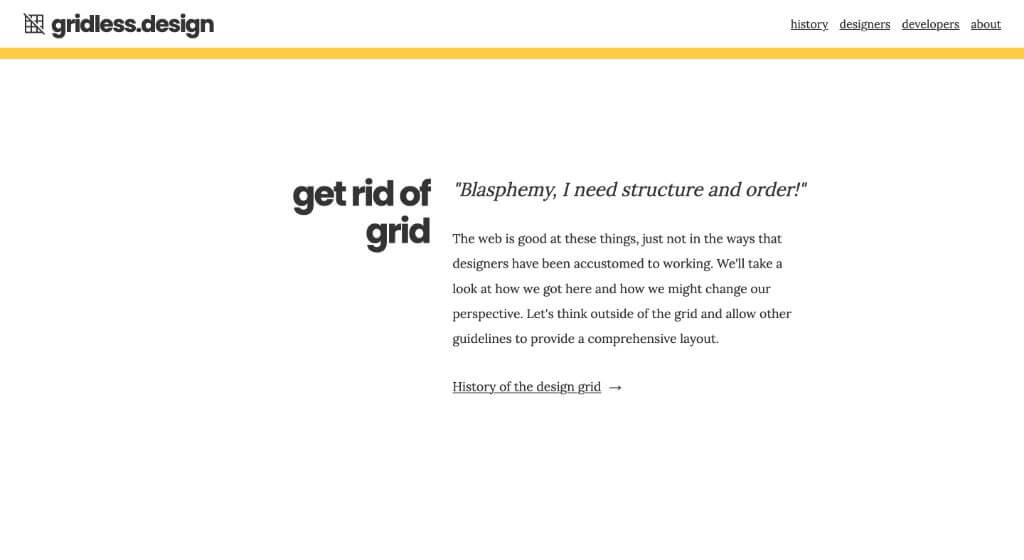 gridless.design
history designers developers about
get rid of
grid
"Blasphemy, I need structure and order!"
The web is good at these things, just not in the ways that
designers have been accustomed to working. We'll take a
look at how we got here and how we might change our
perspective. Let's think outside of the grid and allow other
guidelines to provide a comprehensive layout.
History of the design grid →